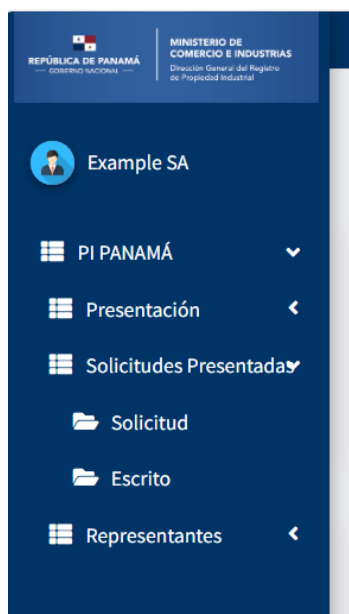 REPÚBLICA DE PANAMÁ
— GOBIERNO NACIONAL —
MINISTERIO DE
COMERCIO E INDUSTRIAS
Dirección General del Registro
de Propiedad Industrial
Example SA
PI PANAMÁ
Presentación
Solicitudes Presentadas
Solicitud
Escrito
Representantes